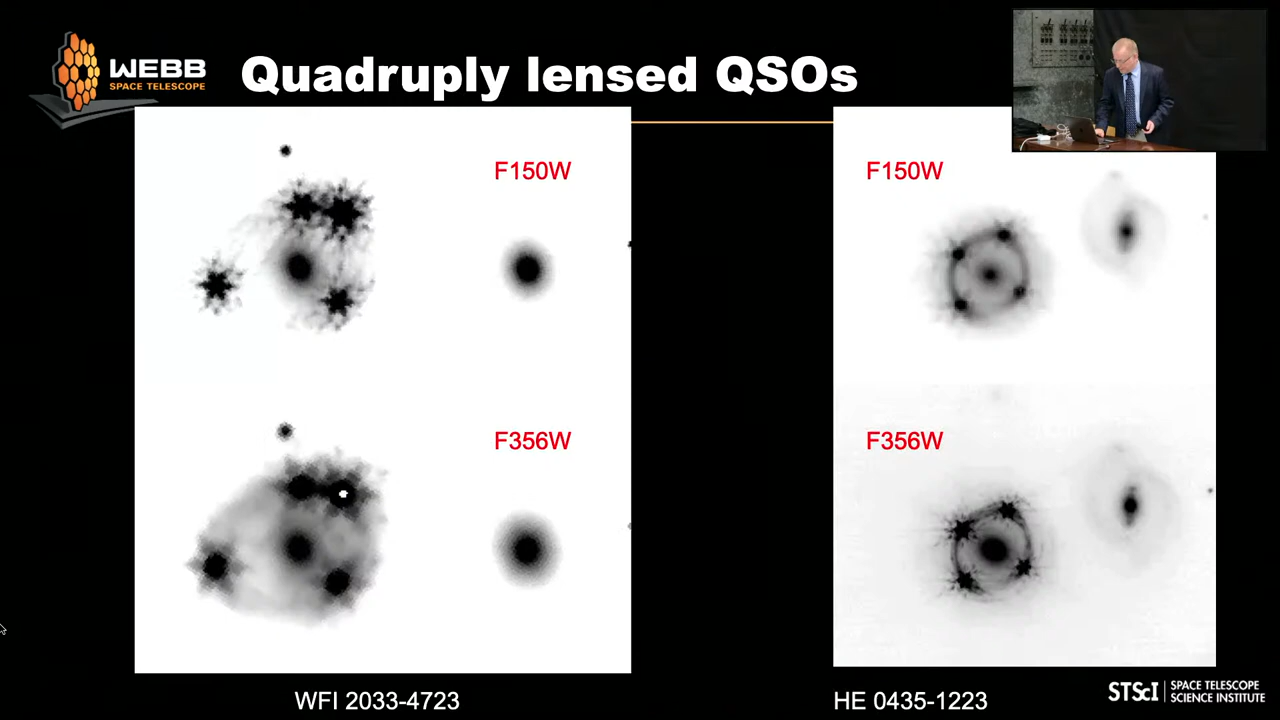 WEBB
SPACE TELESCOPE
Quadruply lensed QSOs
F150W
F150W
F356W
F356W
WFI 2033-4723
HE 0435-1223
STScI
SPACE TELESCOPE
SCIENCE INSTITUTE